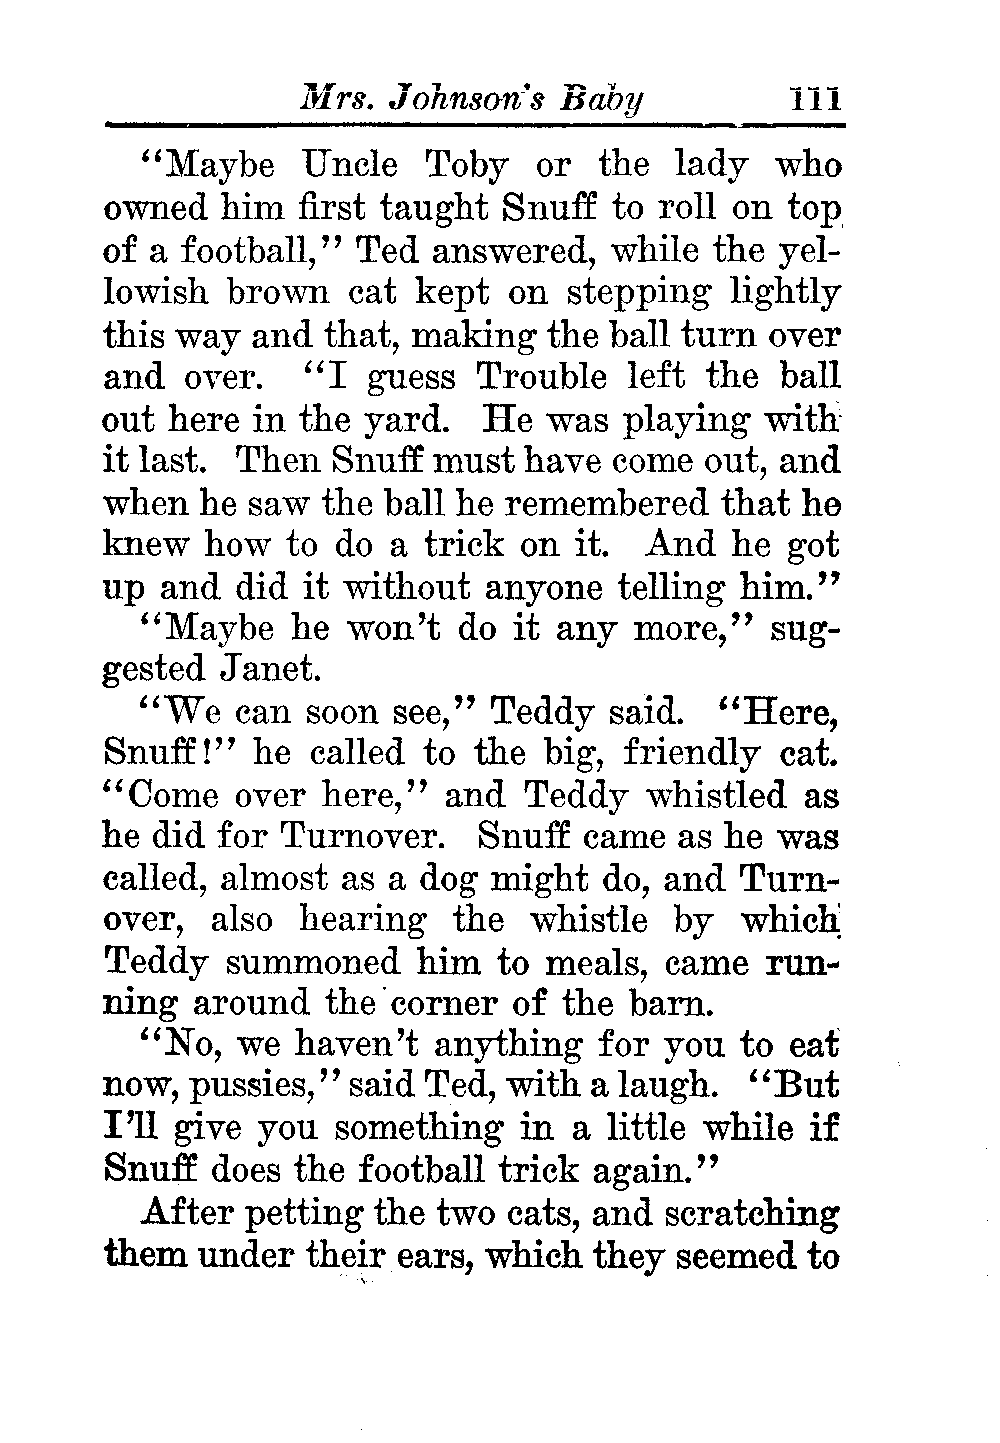 Mrs. Johnson's Baby 111
“Maybe Uncle Toby or the lady who
owned him first taught Snuff to roll on top
of a football,” Ted answered, while the yel-
lowish brown cat kept on stepping lightly
this way and that, making the ball turn over
and over. “I guess Trouble left the ball
out here in the yard. He was playing with
it last. Then Snuff must have come out, and
when he saw the ball he remembered that he
knew how to do a trick on it. And he got
up and did it without anyone telling him.”
“Maybe he won’t do it any more,” sug-
gested Janet.
“We can soon see,” Teddy said. “Here,
Snuff!” he called to the big, friendly cat.
“Come over here,” and Teddy whistled as
he did for Turnover. Snuff came as he was
called, almost as a dog might do, and Turn-
over, also hearing the whistle by which
Teddy summoned him to meals, came run-
ning around the corner of the barn.
“No, we haven’t anything for you to eat
now, pussies,” said Ted, with a laugh. “But
I’ll give you something in a little while if
Snuff does the football trick again.”
After petting the two cats, and scratching
them under their ears, which they seemed to